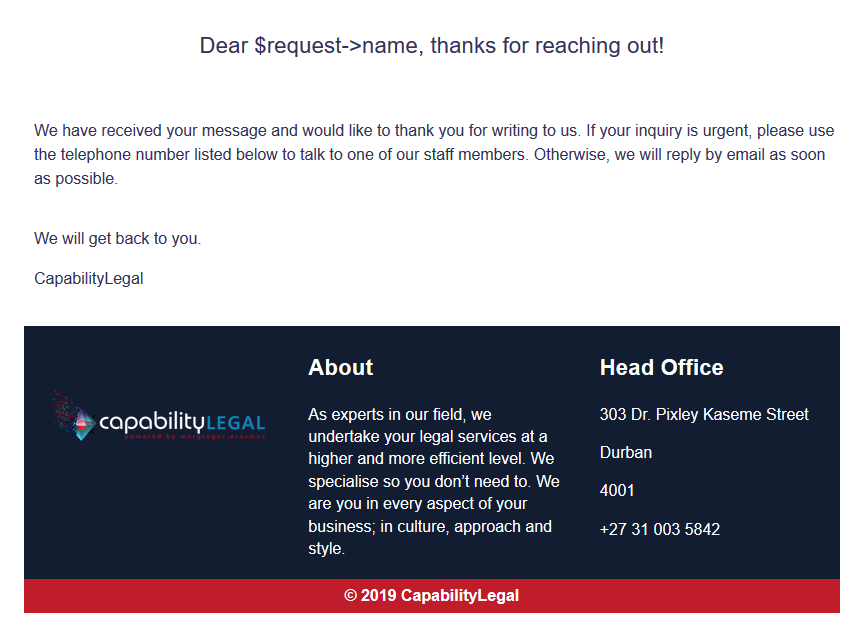 Dear $request->name, thanks for reaching out!
We have received your message and would like to thank you for writing to us. If your inquiry is urgent, please use
the telephone number listed below to talk to one of our staff members. Otherwise, we will reply by email as soon
as possible.
We will get back to you.
CapabilityLegal
capabilityLEGAL
powered by macgregor-erasmus
About
As experts in our field, we
undertake your legal services at a
higher and more efficient level. We
specialise so you don’t need to. We
are you in every aspect of your
business; in culture, approach and
style.
Head Office
303 Dr. Pixley Kaseme Street
Durban
4001
+27 31 003 5842
© 2019 CapabilityLegal